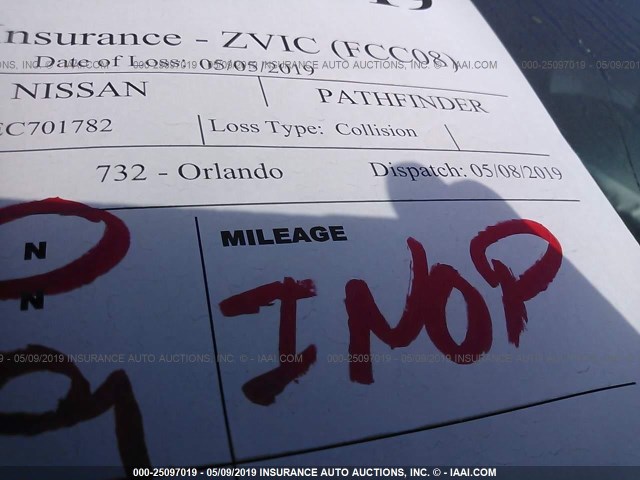 Insurance - ZVIC (FCC08)
Date of Loss: 05/05/2019
NISSAN PATHFINDER
EC701782 Loss Type: Collision
732 - Orlando Dispatch: 05/08/2019
N MILEAGE
N INOP
000-25097019 - 05/09/2019 INSURANCE AUTO AUCTIONS, INC. © - IAAI.COM